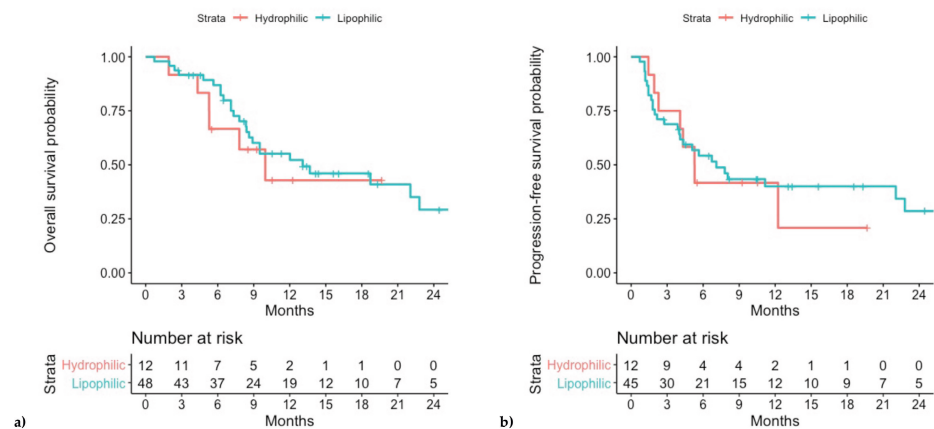 Strata Hydrophilic Lipophilic
Overall survival probability
1.00
0.75
0.50
0.25
0.00
0 3 6 9 12 15 18 21 24
Months
Number at risk
Strata
Hydrophilic 12 11 7 5 2 1 1 0 0
Lipophilic 48 43 37 24 19 12 10 7 5
0 3 6 9 12 15 18 21 24
Months
a)
Strata Hydrophilic Lipophilic
Progression-free survival probability
1.00
0.75
0.50
0.25
0.00
0 3 6 9 12 15 18 21 24
Months
Number at risk
Strata
Hydrophilic 12 9 4 4 2 1 1 0 0
Lipophilic 45 30 21 15 12 10 9 7 5
0 3 6 9 12 15 18 21 24
Months
b)